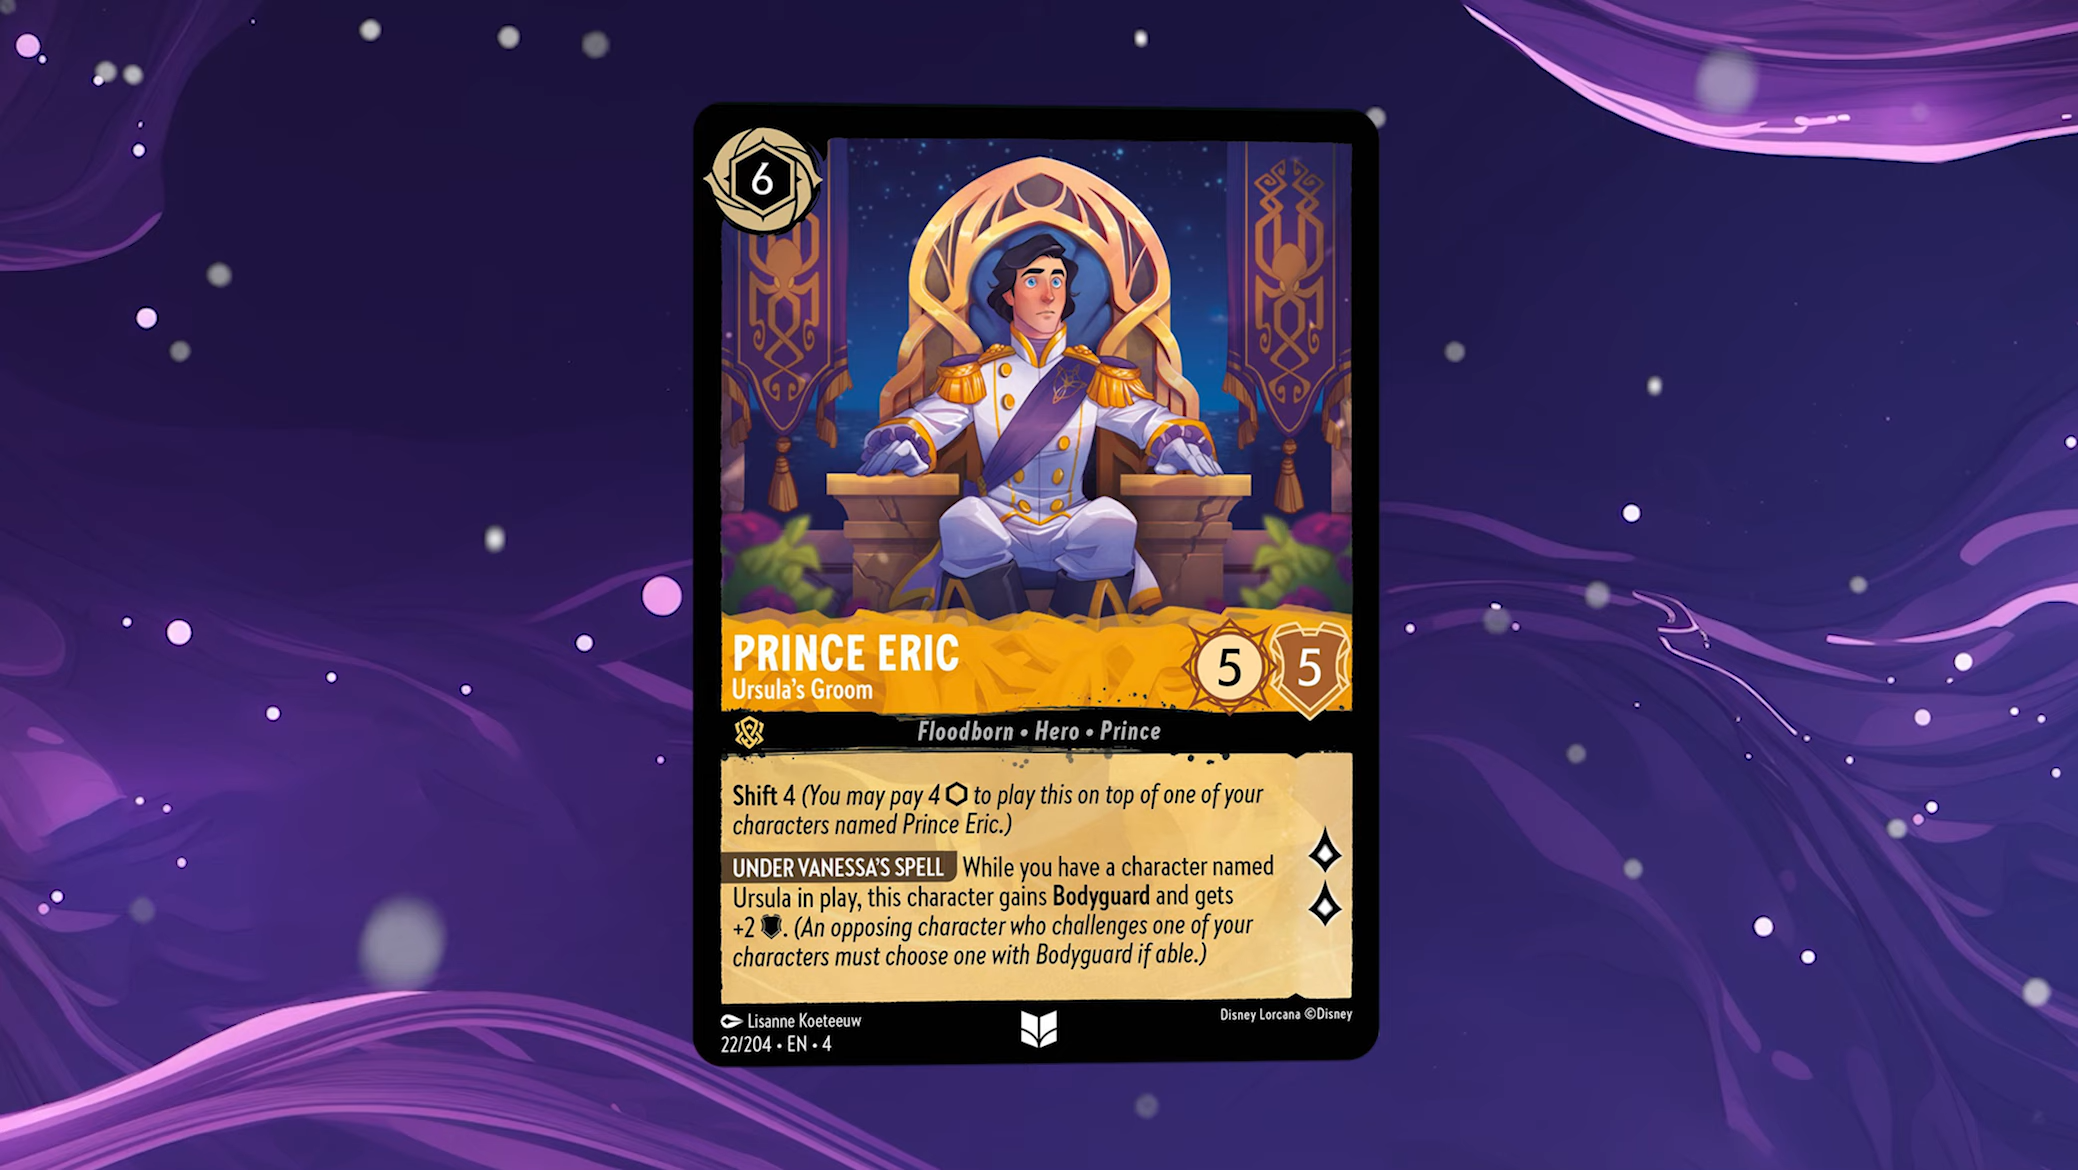 6
PRINCE ERIC
Ursula's Groom
5 5
Floodborn • Hero • Prince
Shift 4 (You may pay 4 ⬡ to play this on top of one of your
characters named Prince Eric.)
UNDER VANESSA'S SPELL While you have a character named
Ursula in play, this character gains Bodyguard and gets
+2 . (An opposing character who challenges one of your
characters must choose one with Bodyguard if able.)
Lisanne Koeteeuw
Disney Lorcana ©Disney
22/204 • EN • 4